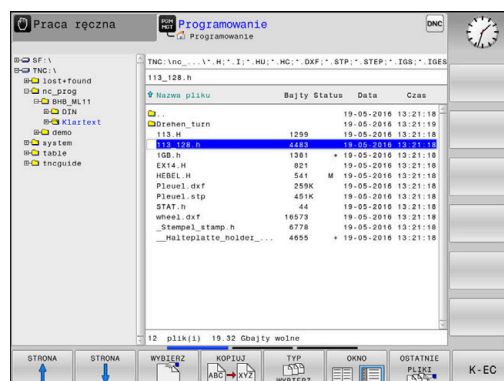 Praca ręczna
PGM MGT Programowanie
Programowanie
DNC
SF:\
TNC:\
lost+found
nc_prog
BHB_ML11
DIN
Klartext
demo
system
table
tncguide
TNC:\nc_...\*.H;*.I;*.HU;*.HC;*.DXF;*.STP;*.STEP;*.IGS;*.IGES
113_128.h
Nazwa pliku Bajty Status Data Czas
.. 19-05-2016 13:21:18
Drehen_turn 19-05-2016 13:21:19
113.H 1299 19-05-2016 13:21:18
113_128.h 4483 19-05-2016 13:21:18
1GB.h 1381 + 19-05-2016 13:21:18
EX14.H 821 19-05-2016 13:21:18
HEBEL.H 541 M 19-05-2016 13:21:18
Pleuel.dxf 259K 19-05-2016 13:21:18
Pleuel.stp 451K 19-05-2016 13:21:18
STAT.h 44 19-05-2016 13:21:18
wheel.dxf 16573 19-05-2016 13:21:18
_Stempel_stamp.h 6778 19-05-2016 13:21:18
__Halteplatte_holder_... 4655 + 19-05-2016 13:21:18
12 plik(i) 19.32 Gbajty wolne
STRONA
STRONA
WYBIERZ
KOPIUJ
ABC XYZ
TYP
WYBIERZ
OKNO
OSTATNIE
PLIKI
K-EC